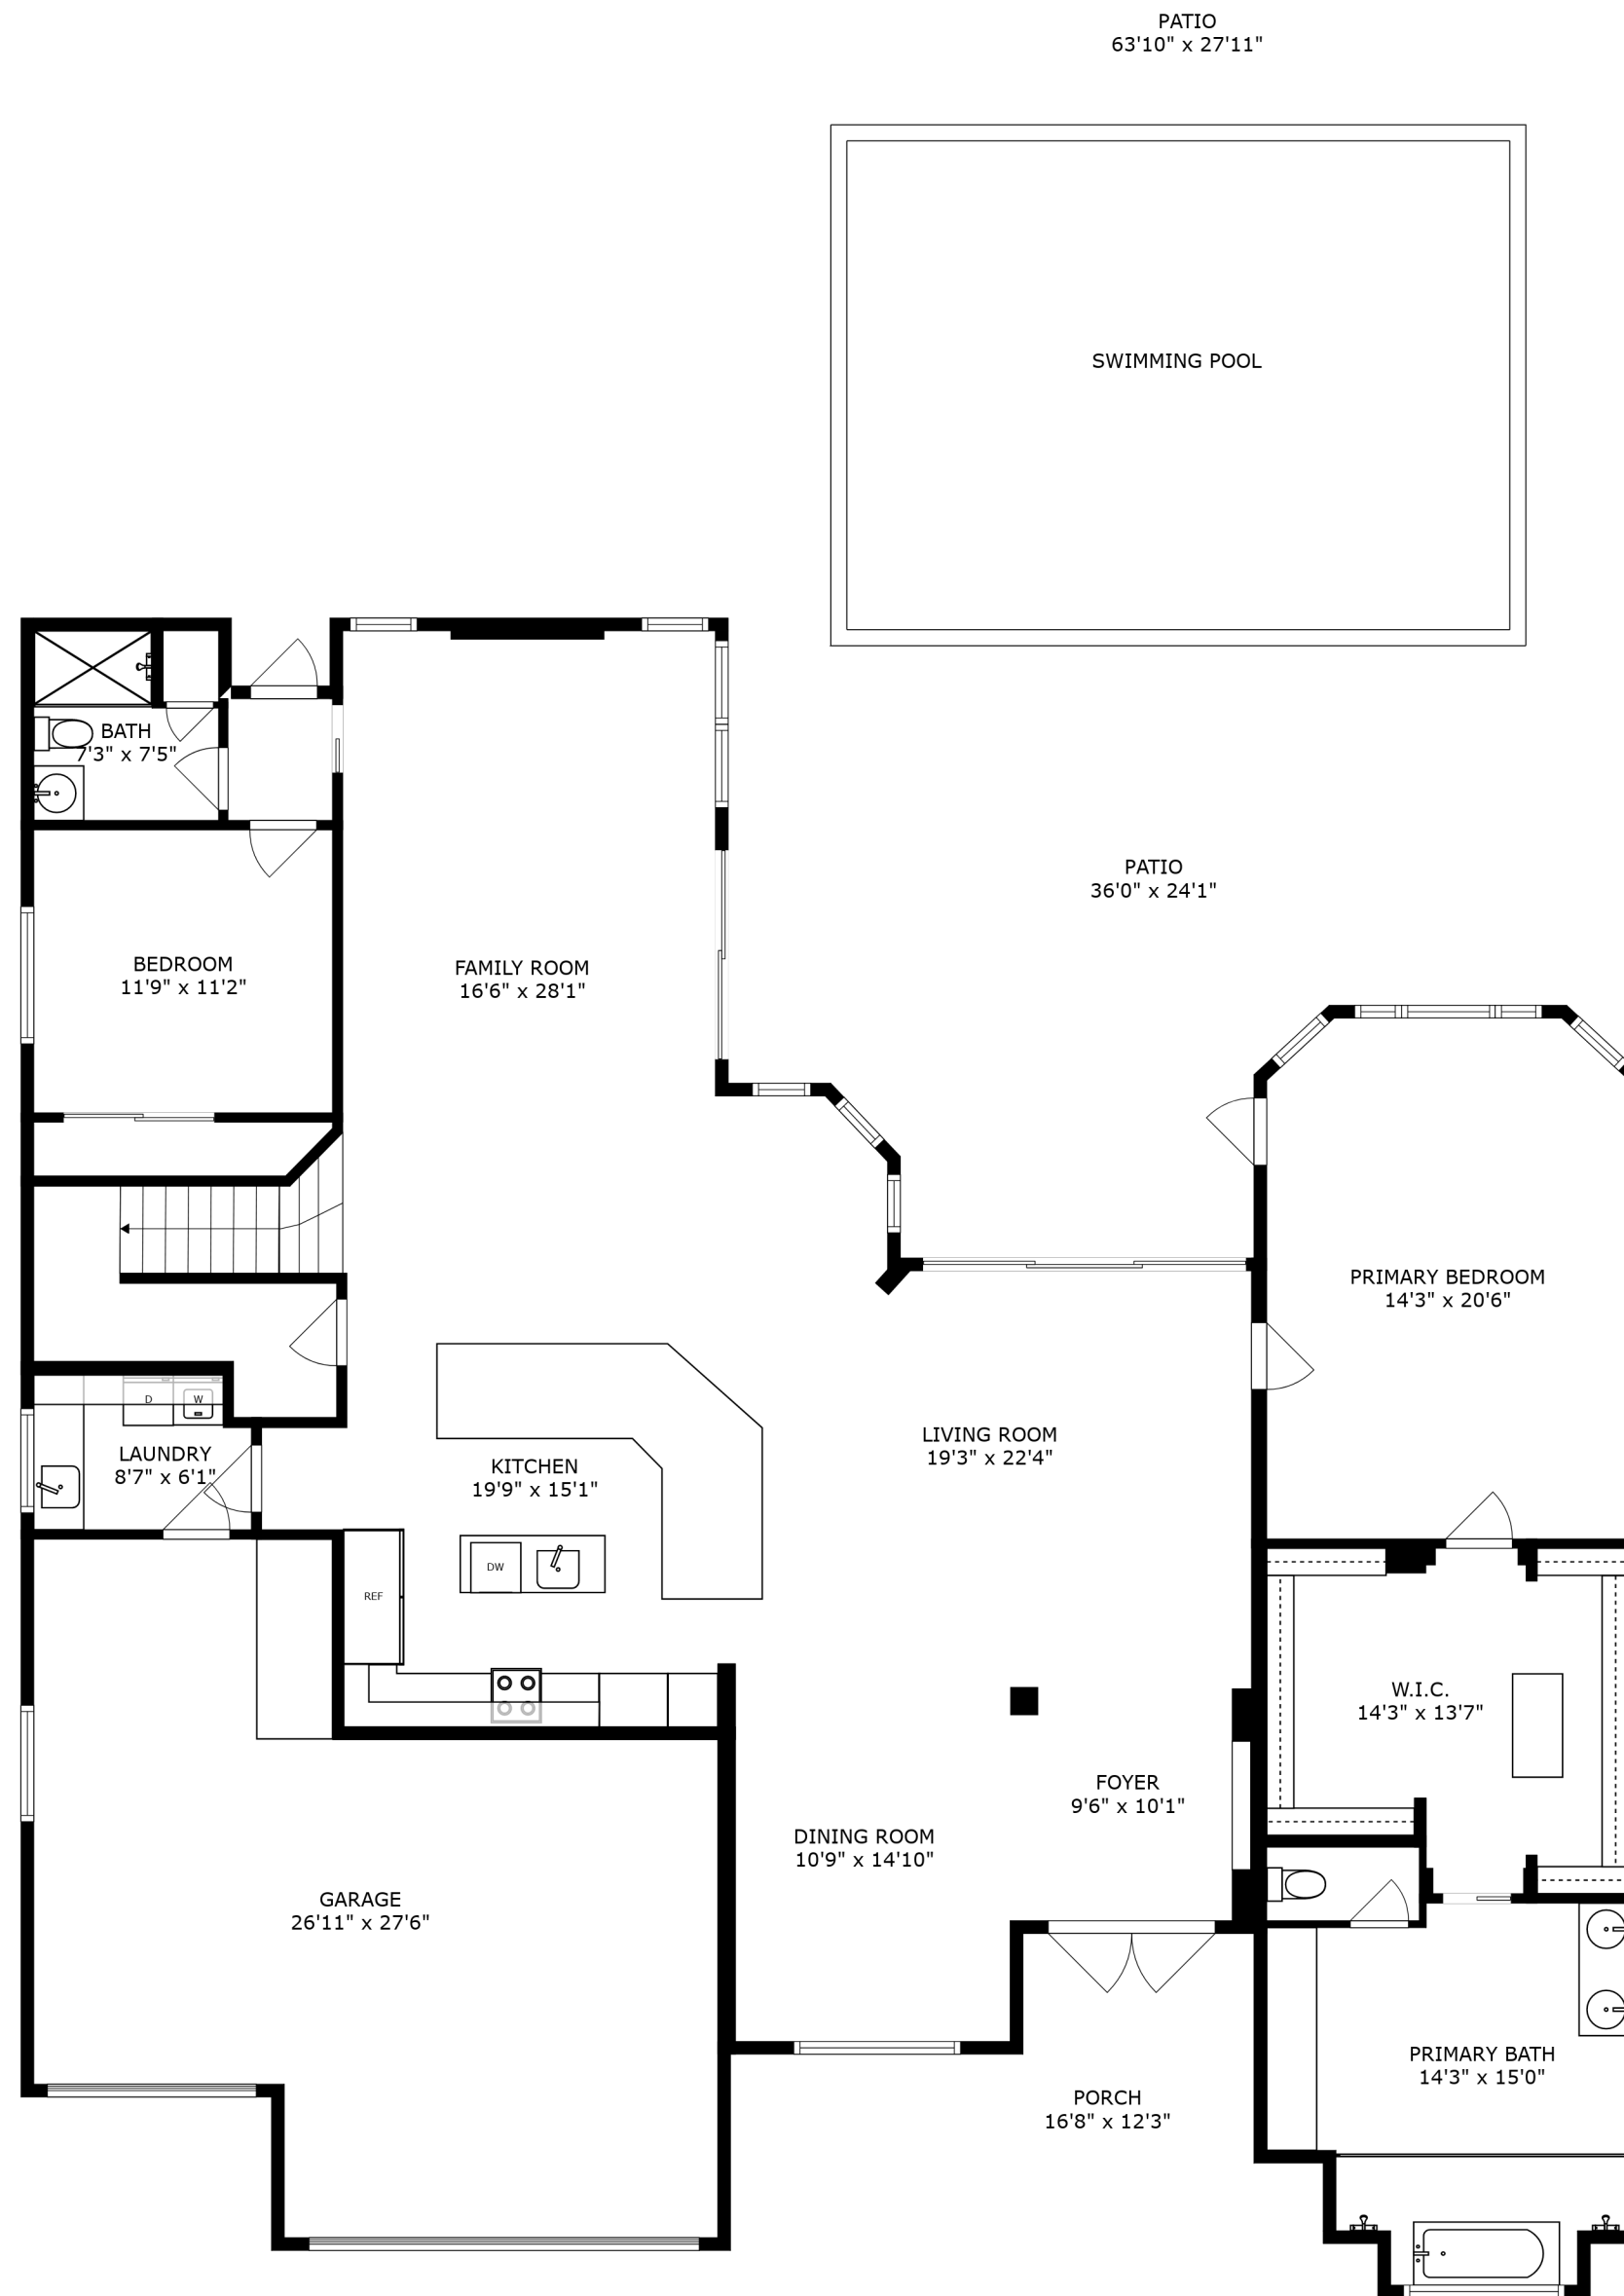 PATIO
63'10" x 27'11"
SWIMMING POOL
BATH
7'3" x 7'5"
PATIO
36'0" x 24'1"
BEDROOM
11'9" x 11'2"
FAMILY ROOM
16'6" x 28'1"
PRIMARY BEDROOM
14'3" x 20'6"
D
W
LAUNDRY
8'7" x 6'1"
KITCHEN
19'9" x 15'1"
LIVING ROOM
19'3" x 22'4"
DW
REF
W.I.C.
14'3" x 13'7"
FOYER
9'6" x 10'1"
DINING ROOM
10'9" x 14'10"
GARAGE
26'11" x 27'6"
PRIMARY BATH
14'3" x 15'0"
PORCH
16'8" x 12'3"